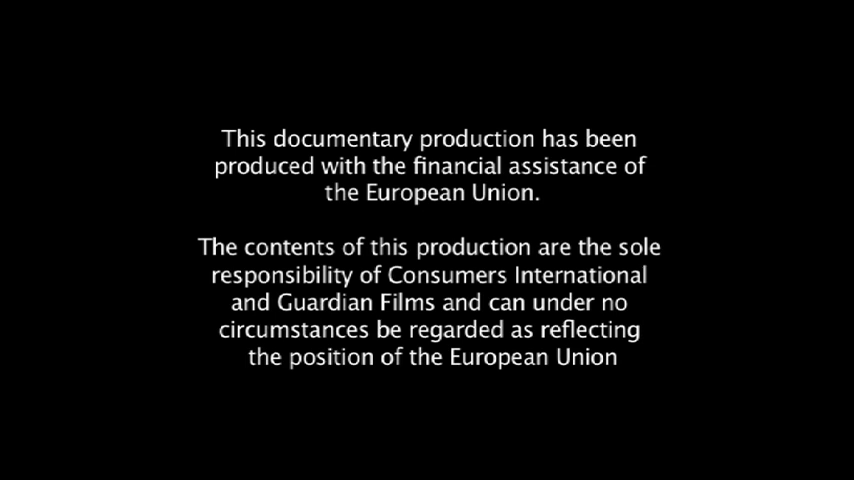 This documentary production has been
produced with the financial assistance of
the European Union.
The contents of this production are the sole
responsibility of Consumers International
and Guardian Films and can under no
circumstances be regarded as reflecting
the position of the European Union